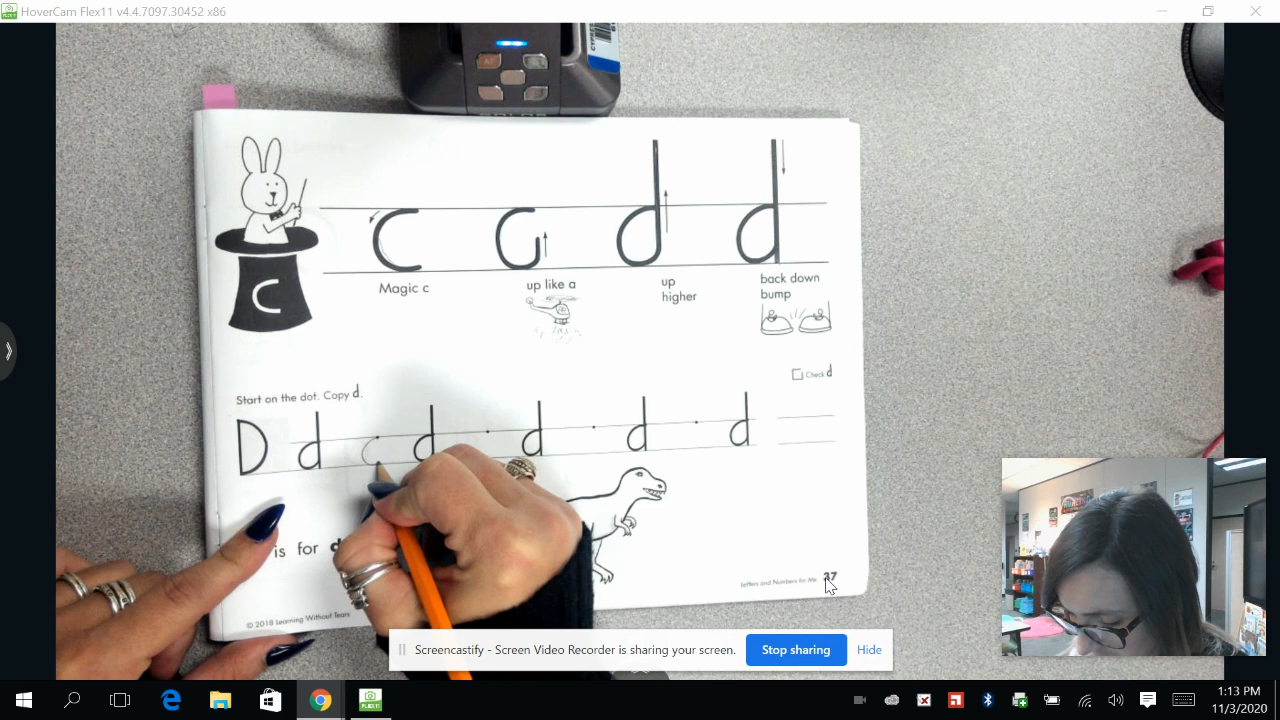 HoverCam Flex11 v4.4.7097.30452 x86
C G d d
Magic c
up like a
up
higher
back down
bump
C
Check d
Start on the dot. Copy d.
D d d d d d
is for
Letters and Numbers for Me 37
© 2018 Learning Without Tears
Screencastify - Screen Video Recorder is sharing your screen.
Stop sharing
Hide
1:13 PM
11/3/2020